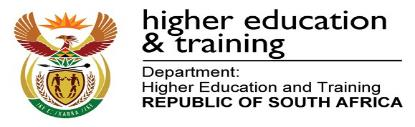 higher education
& training
Department:
Higher Education and Training
REPUBLIC OF SOUTH AFRICA